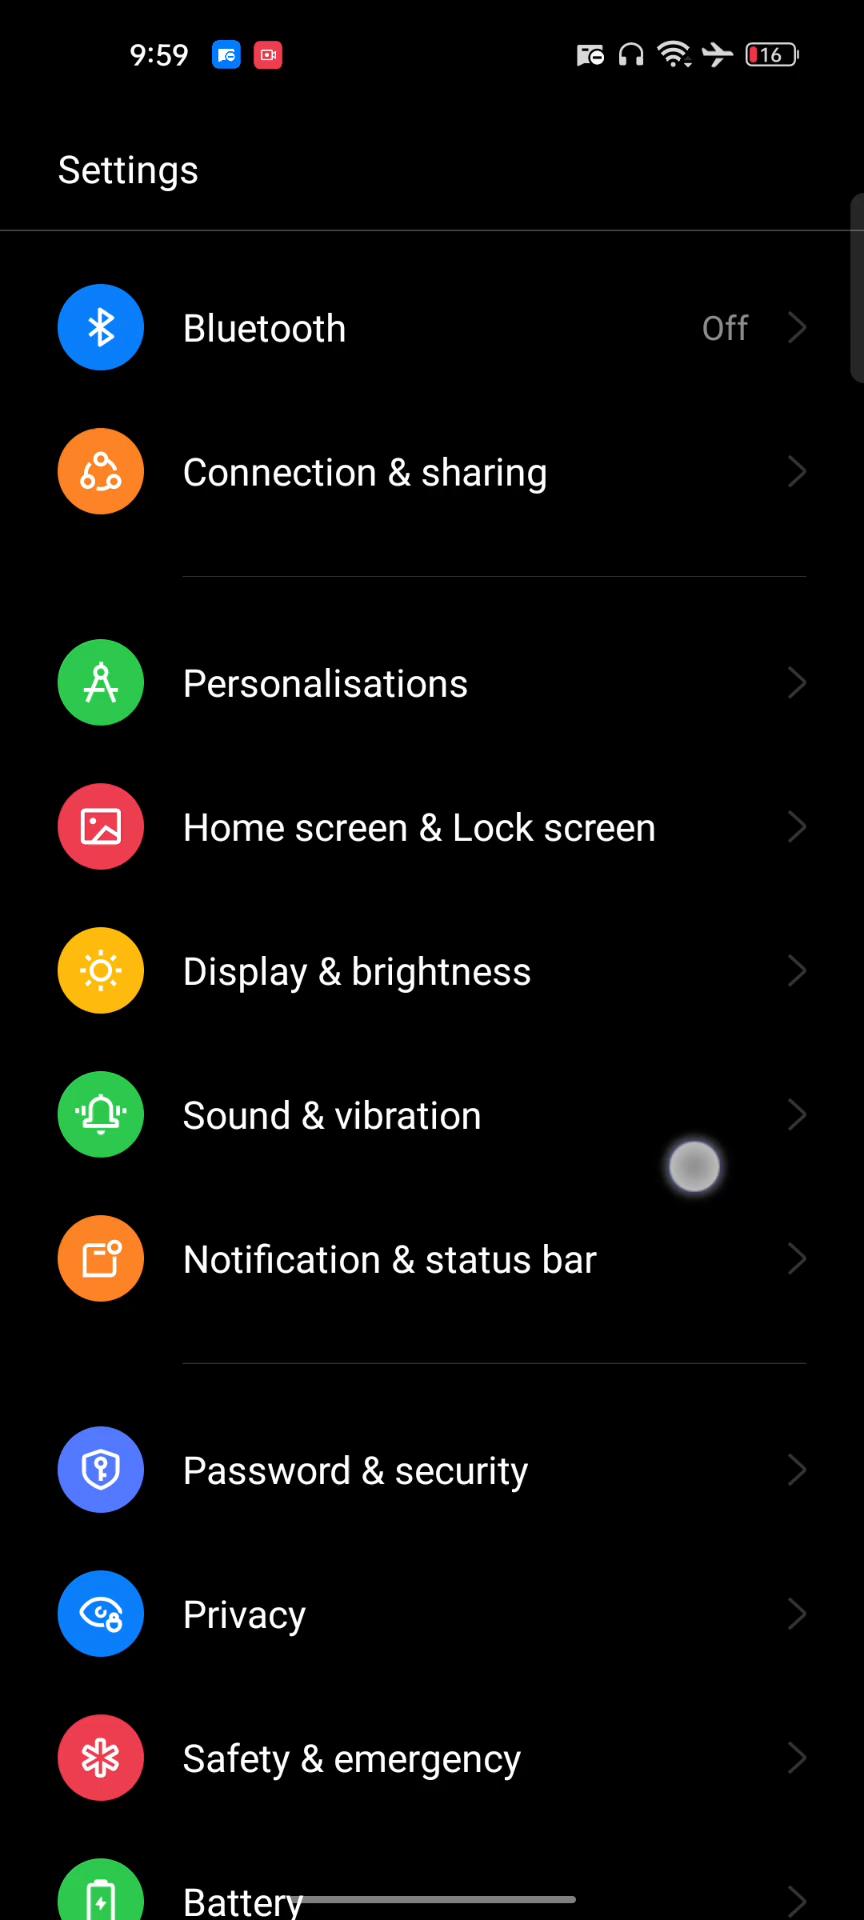 9:59 16
Settings
Bluetooth Off
Connection & sharing
Personalisations
Home screen & Lock screen
Display & brightness
Sound & vibration
Notification & status bar
Password & security
Privacy
Safety & emergency
Battery